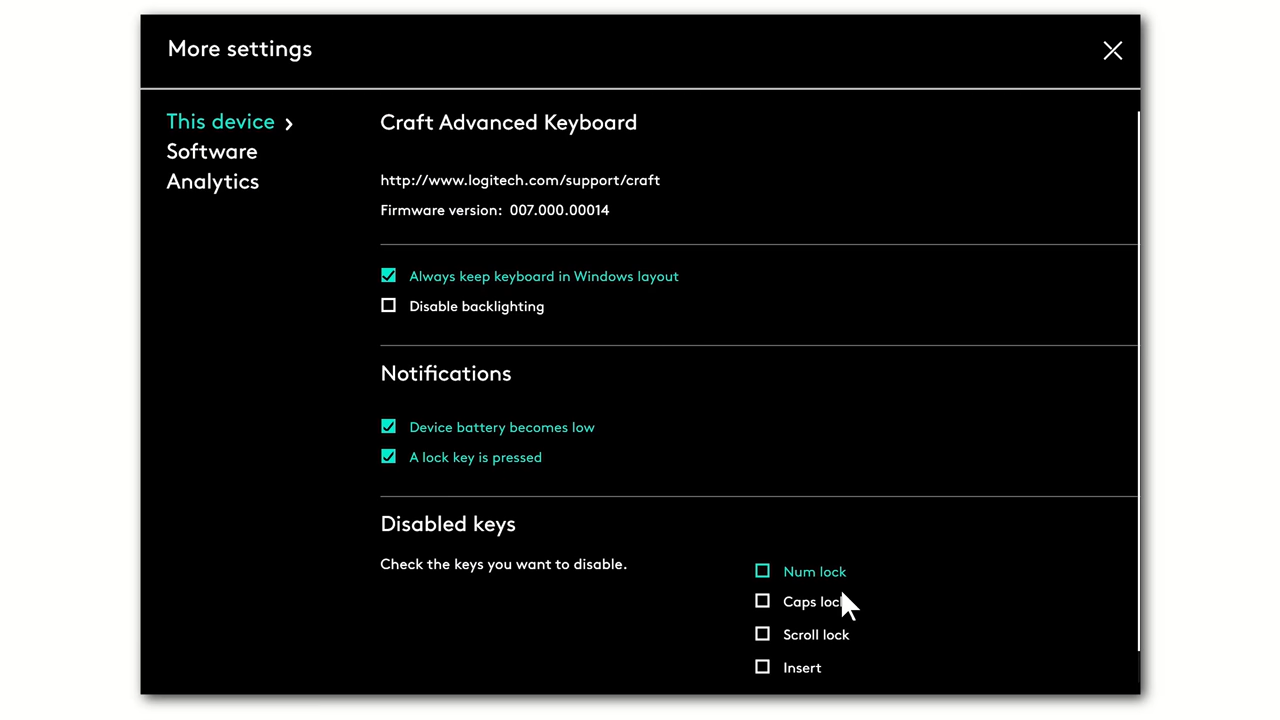 More settings
This device
Software
Analytics
Craft Advanced Keyboard
http://www.logitech.com/support/craft
Firmware version: 007.000.00014
Always keep keyboard in Windows layout
Disable backlighting
Notifications
Device battery becomes low
A lock key is pressed
Disabled keys
Check the keys you want to disable.
Num lock
Caps lock
Scroll lock
Insert